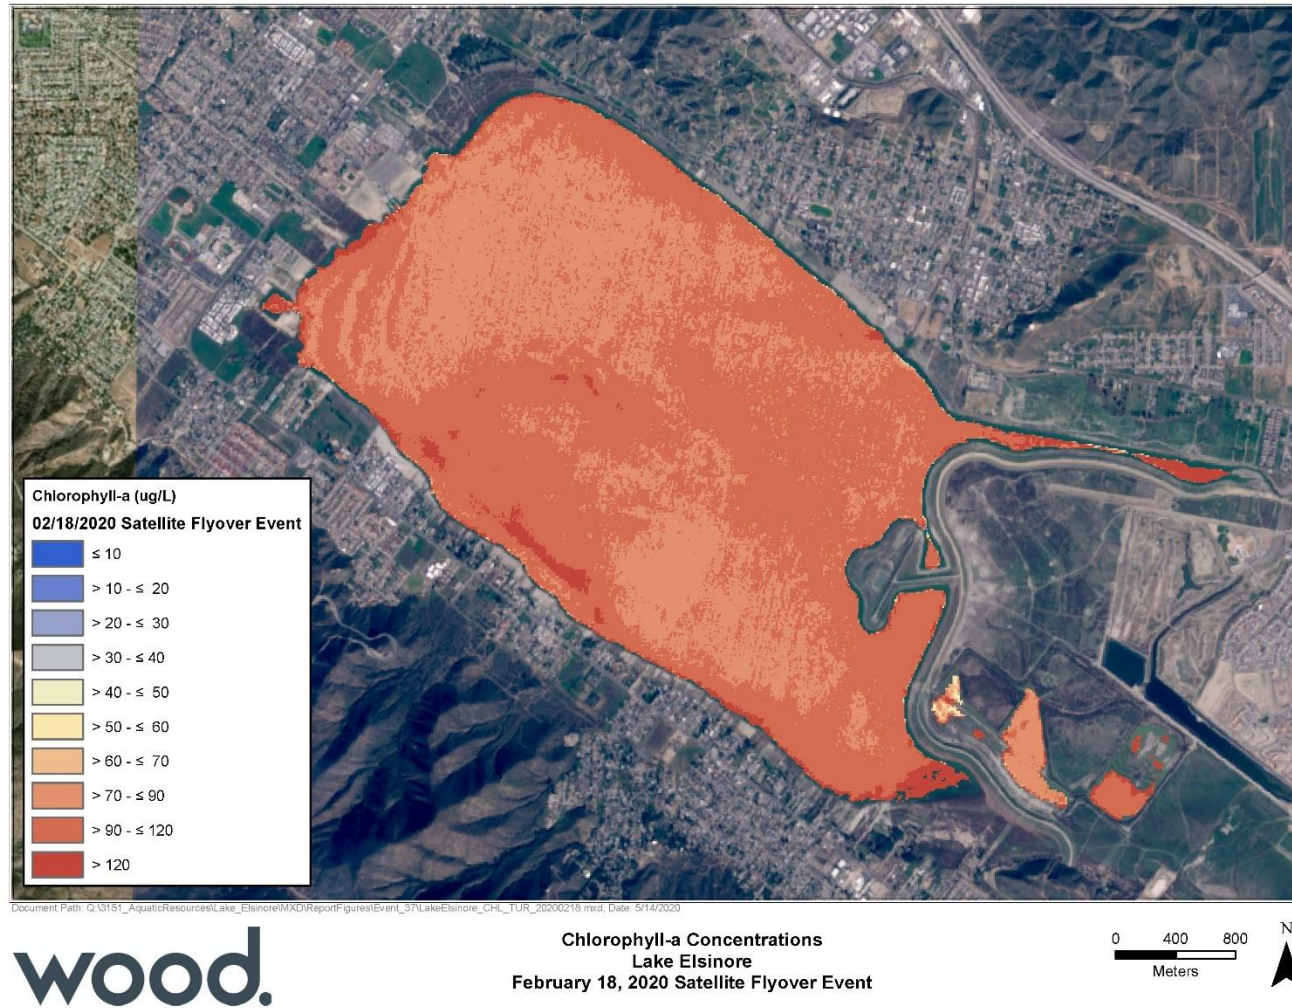 Chlorophyll-a (ug/L)
02/18/2020 Satellite Flyover Event
≤ 10
> 10 - ≤ 20
> 20 - ≤ 30
> 30 - ≤ 40
> 40 - ≤ 50
> 50 - ≤ 60
> 60 - ≤ 70
> 70 - ≤ 90
> 90 - ≤ 120
> 120
Document Path: Q:\3151_AquaticResources\Lake_Elsinore\MXD\ReportFigures\Event_37\LakeElsinore_CHL_TUR_20200218.mxd, Date: 5/14/2020
wood.
Chlorophyll-a Concentrations
Lake Elsinore
February 18, 2020 Satellite Flyover Event
0 400 800
Meters
N